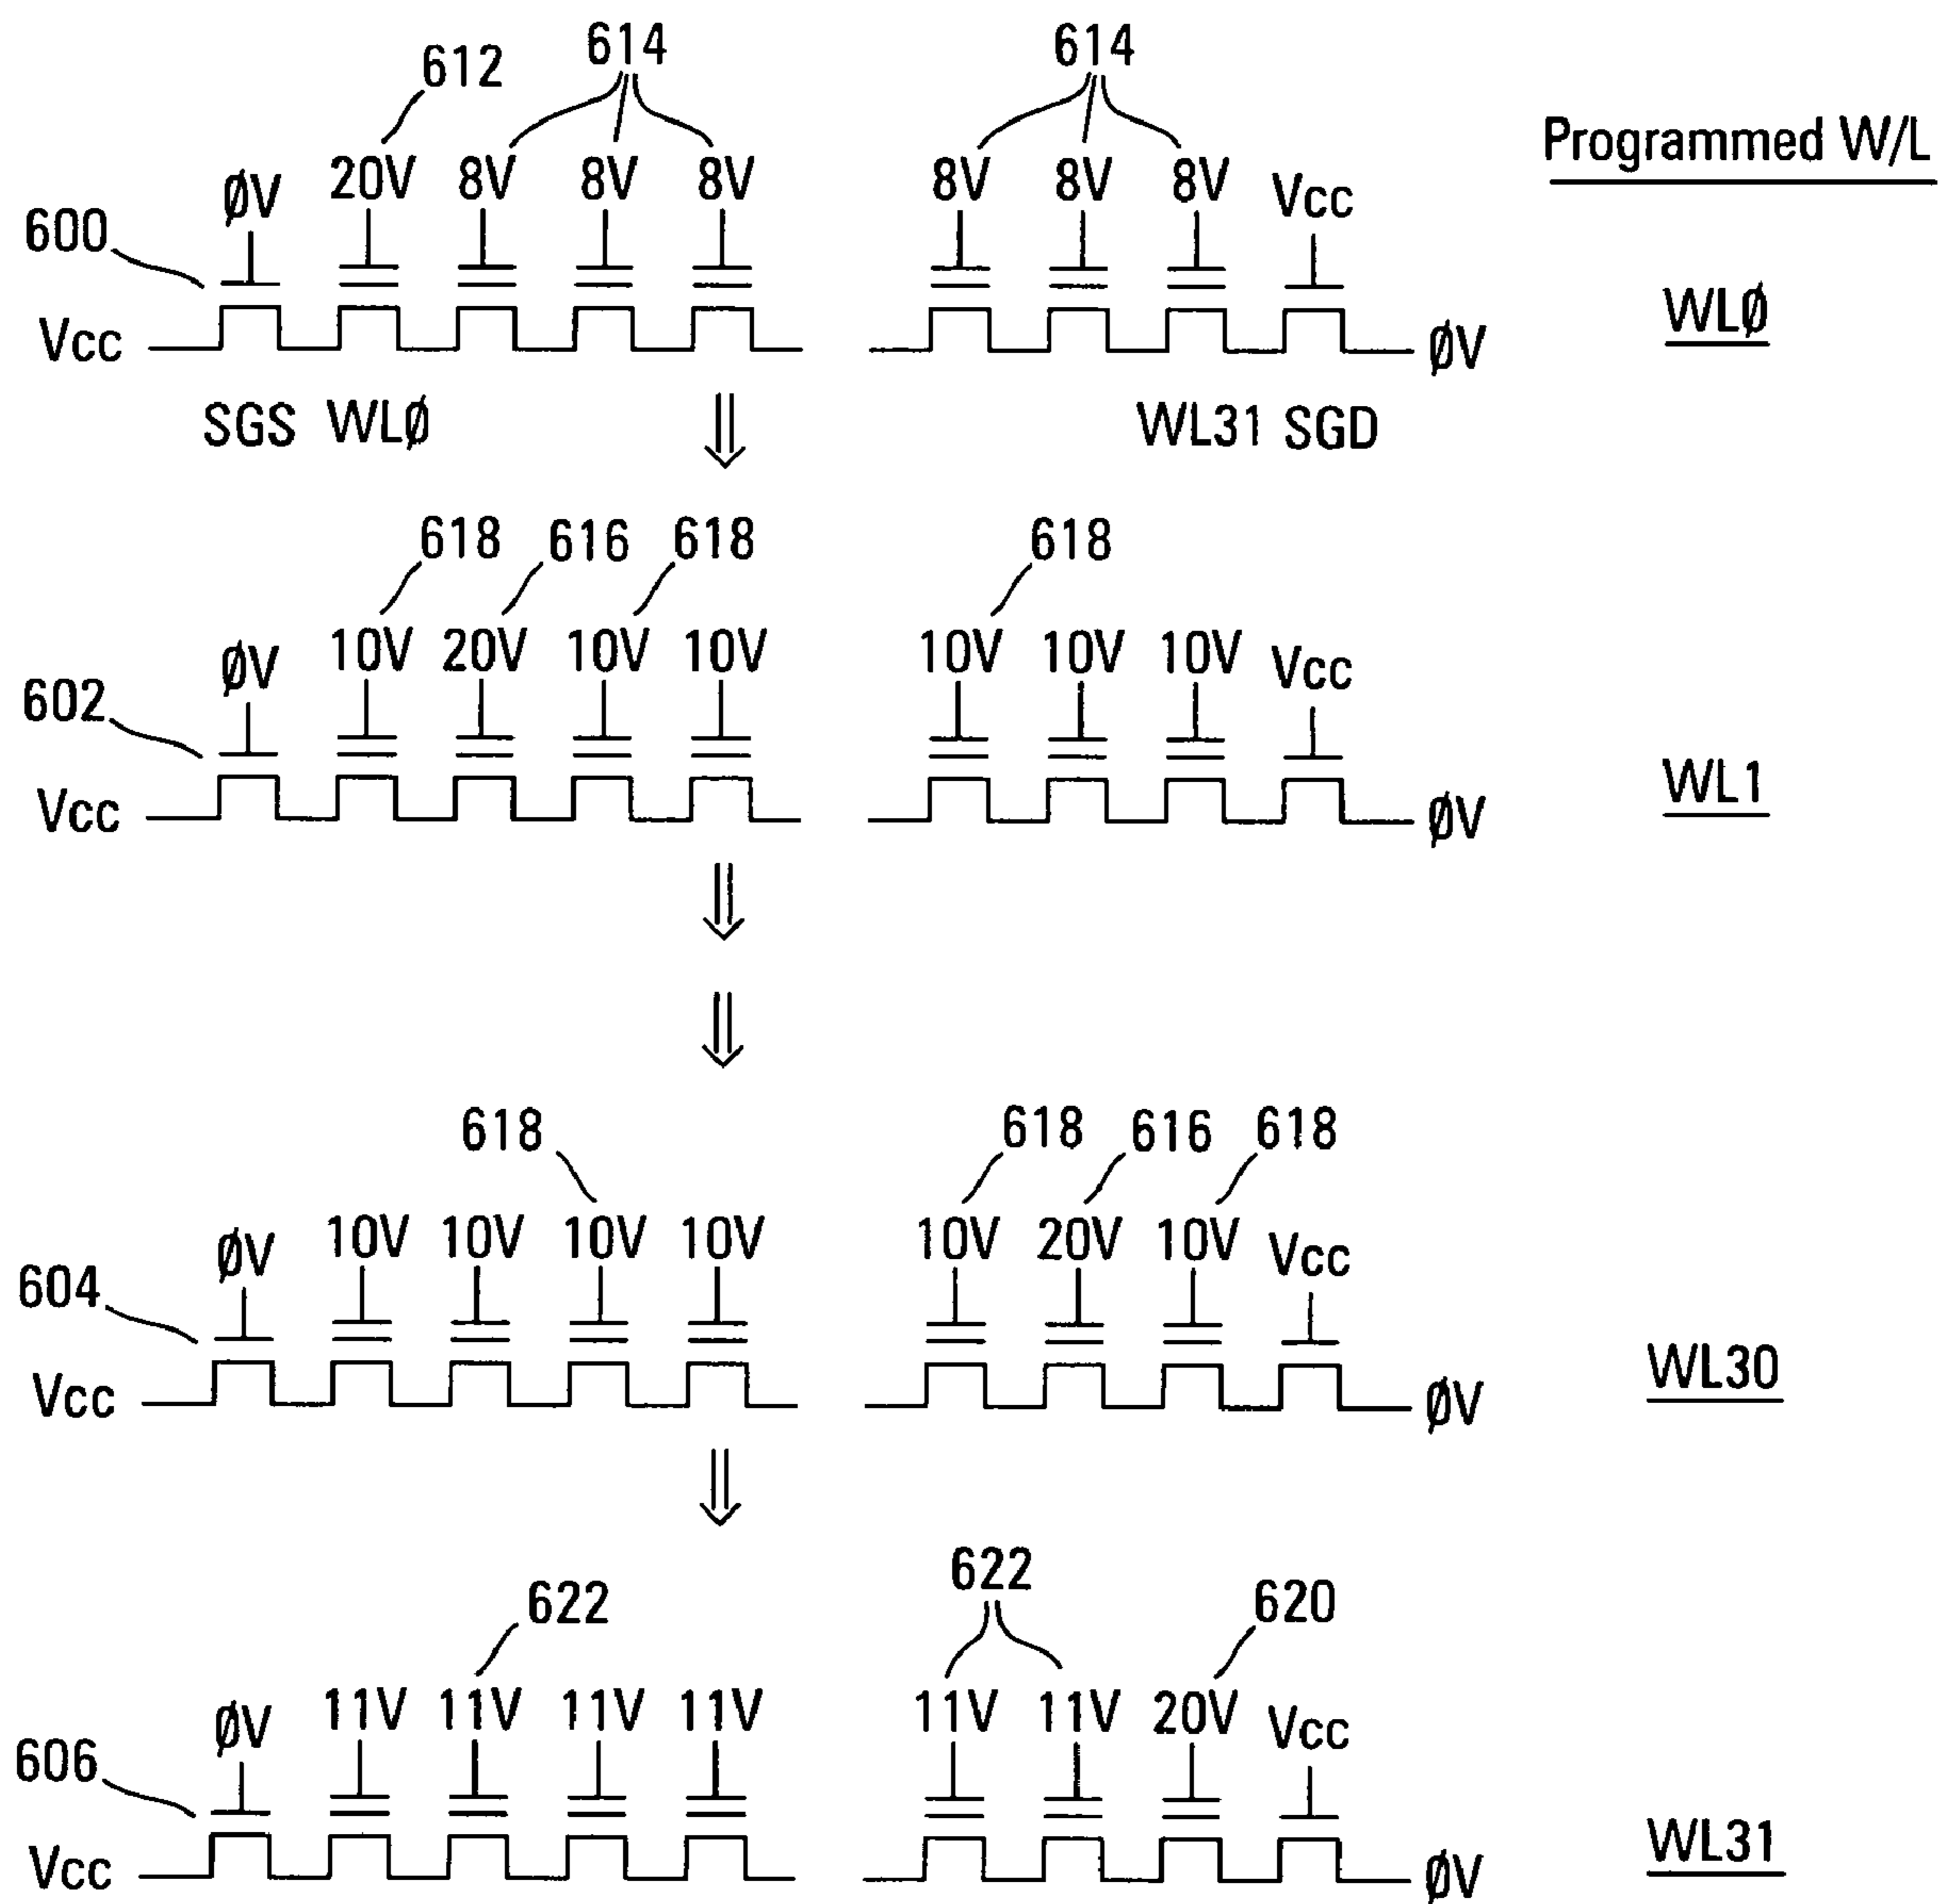 612 614 614
Programmed W/L
ØV 20V 8V 8V 8V 8V 8V 8V Vcc
600
WLØ
Vcc ØV
SGS WLØ WL31 SGD
618 616 618 618
ØV 10V 20V 10V 10V 10V 10V 10V Vcc
602
WL1
Vcc ØV
618 618 616 618
ØV 10V 10V 10V 10V 10V 20V 10V Vcc
604
WL30
Vcc ØV
622 622 620
ØV 11V 11V 11V 11V 11V 11V 20V Vcc
606
WL31
Vcc ØV